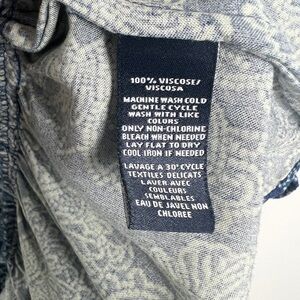 100% VISCOSE/
VISCOSA
MACHINE WASH COLD
GENTLE CYCLE
WASH WITH LIKE
COLORS
ONLY NON-CHLORINE
BLEACH WHEN NEEDED
LAY FLAT TO DRY
COOL IRON IF NEEDED
LAVAGE A 30° CYCLE
TEXTILES DELICATS
LAVER AVEC
COULEURS
SEMBLABLES
EAU DE JAVEL NON
CHLOREE